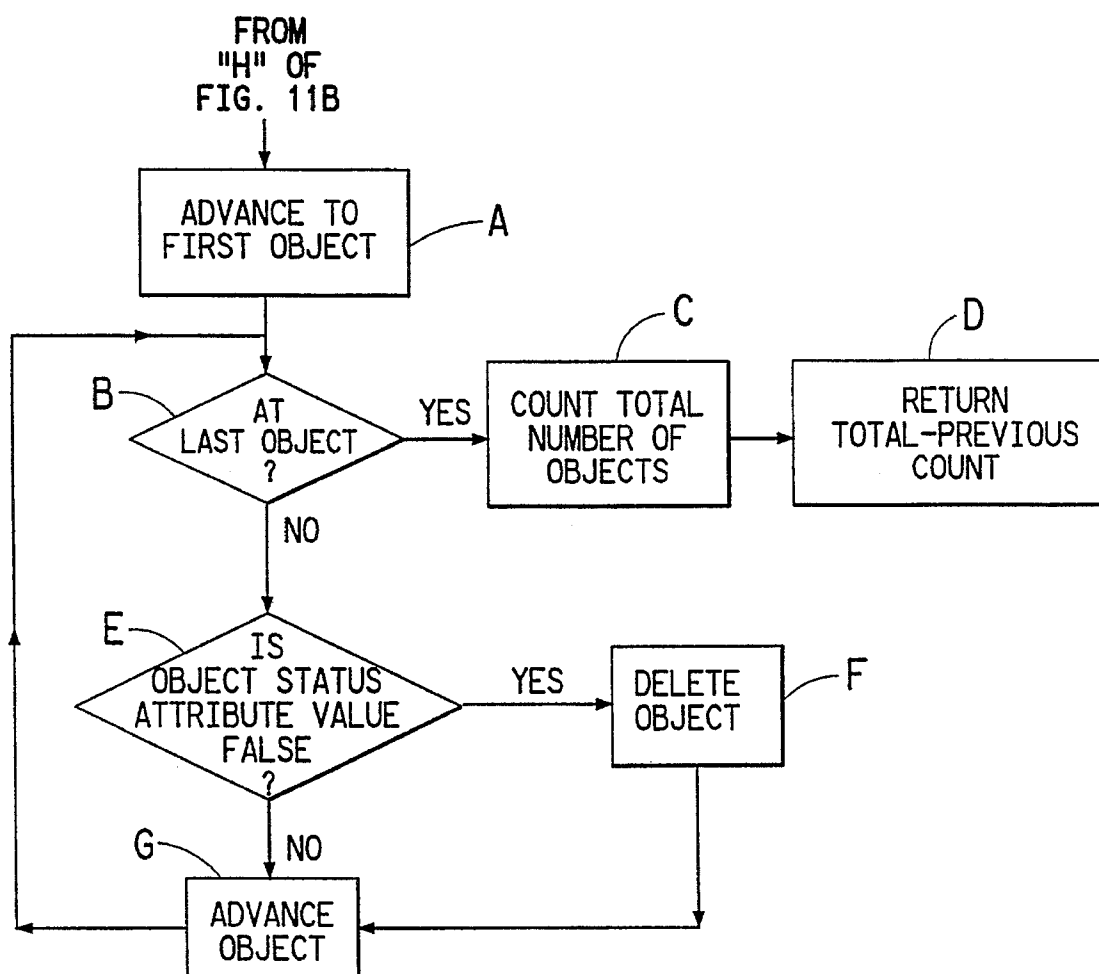 FROM
"H" OF
FIG. 11B
ADVANCE TO
FIRST OBJECT
A
B
AT
LAST OBJECT
?
YES
C
COUNT TOTAL
NUMBER OF
OBJECTS
D
RETURN
TOTAL-PREVIOUS
COUNT
NO
E
IS
OBJECT STATUS
ATTRIBUTE VALUE
FALSE
?
YES
DELETE
OBJECT
F
NO
G
ADVANCE
OBJECT